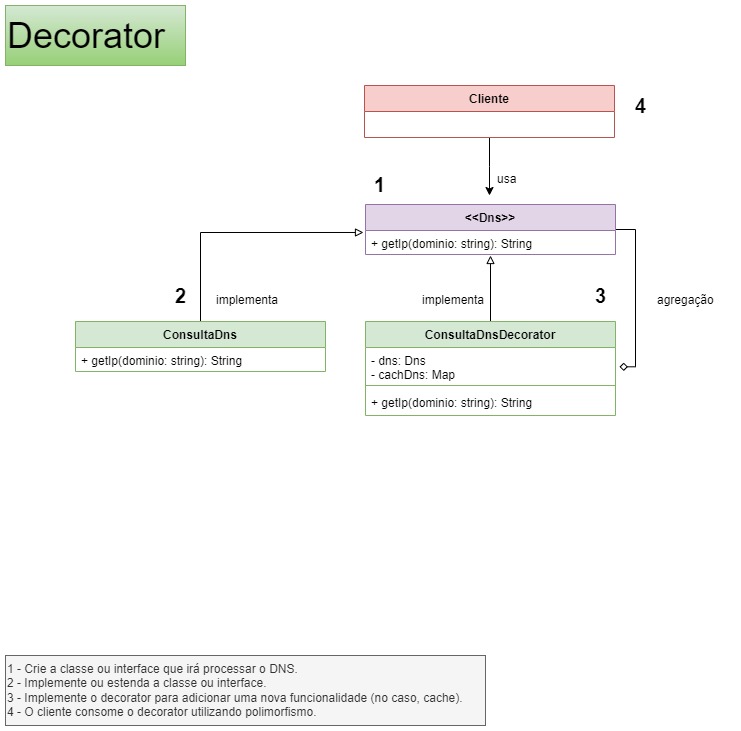 Decorator
Cliente
4
usa
1
<<Dns>>
+ getIp(dominio: string): String
2
implementa
implementa
3
agregação
ConsultaDns
+ getIp(dominio: string): String
ConsultaDnsDecorator
- dns: Dns
- cachDns: Map
+ getIp(dominio: string): String
1 - Crie a classe ou interface que irá processar o DNS.
2 - Implemente ou estenda a classe ou interface.
3 - Implemente o decorator para adicionar uma nova funcionalidade (no caso, cache).
4 - O cliente consome o decorator utilizando polimorfismo.